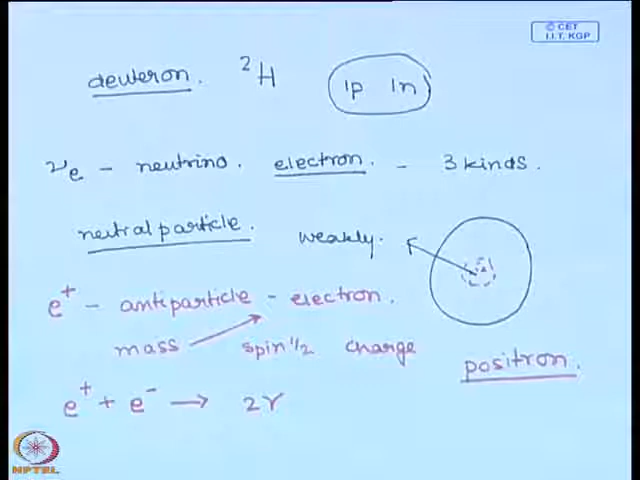 © CET
I.I.T. KGP
deuteron. ²H 1p 1n
νe - neutrino. electron. - 3 kinds.
neutral particle. weakly.
e⁺ - antiparticle - electron.
mass spin 1/2 charge
positron.
e⁺ + e⁻ → 2γ
NPTEL